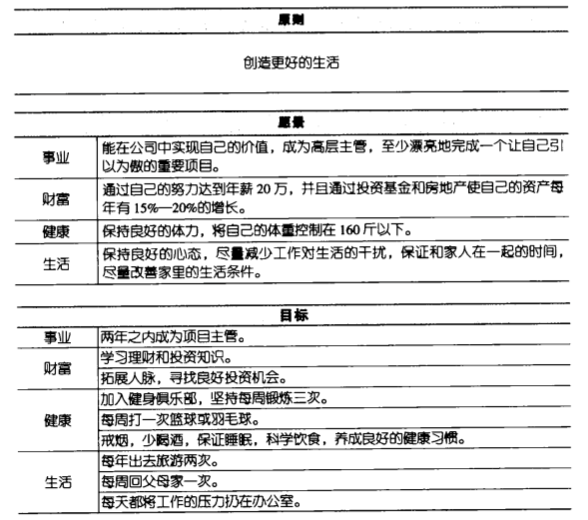 原则
创造更好的生活
愿景
事业
能在公司中实现自己的价值，成为高层主管，至少漂亮地完成一个让自己引
以为傲的重要项目。
财富
通过自己的努力达到年薪 20 万，并且通过投资基金和房地产使自己的资产每
年有 15%—20%的增长。
健康
保持良好的体力，将自己的体重控制在 160 斤以下。
生活
保持良好的心态，尽量减少工作对生活的干扰，保证和家人在一起的时间，
尽量改善家里的生活条件。
目标
事业
两年之内成为项目主管。
财富
学习理财和投资知识。
拓展人脉，寻找良好投资机会。
健康
加入健身俱乐部，坚持每周锻炼三次。
每周打一次篮球或羽毛球。
戒烟，少喝酒，保证睡眠，科学饮食，养成良好的健康习惯。
生活
每年出去旅游两次。
每周回父母家一次。
每天都将工作的压力扔在办公室。